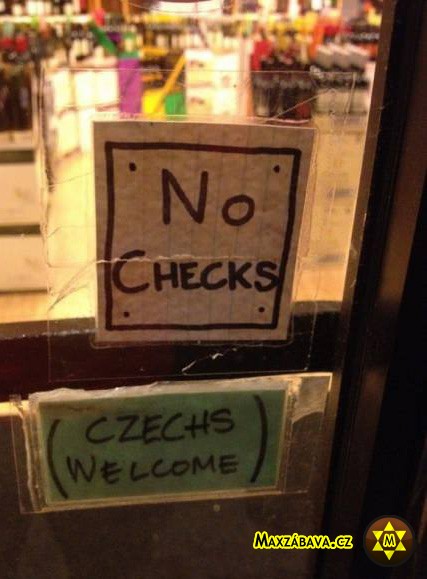 No
CHECKS
(CZECHS
WELCOME)
MAXZÁBAVA.CZ
M